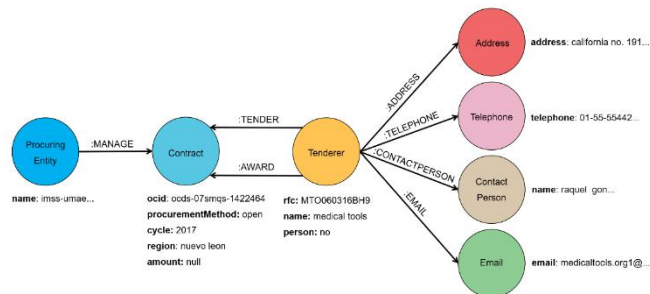 Address
address: california no. 191...
:ADDRESS
:TENDER
:TELEPHONE
Telephone
telephone: 01-55-55442...
Procuring
Entity
:MANAGE
Contract
Tenderer
:CONTACTPERSON
:AWARD
:EMAIL
Contact
Person
name: raquel gon...
name: imss-umae...
ocid: ocds-07smqs-1422464
procurementMethod: open
cycle: 2017
region: nuevo leon
amount: null
rfc: MTO060316BH9
name: medical tools
person: no
Email
email: medicaltools.org1@...